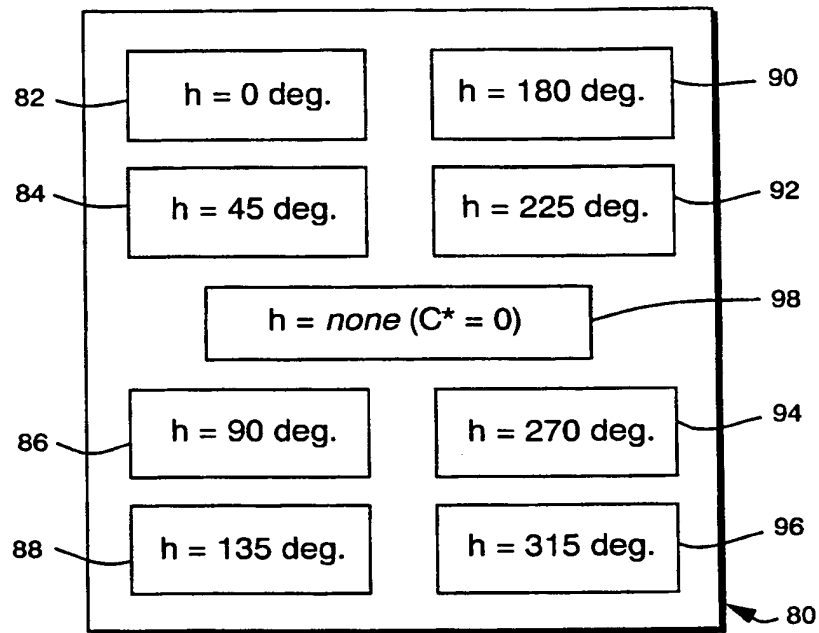 82
h = 0 deg.
h = 180 deg.
90
84
h = 45 deg.
h = 225 deg.
92
h = none (C* = 0)
98
86
h = 90 deg.
h = 270 deg.
94
88
h = 135 deg.
h = 315 deg.
96
80